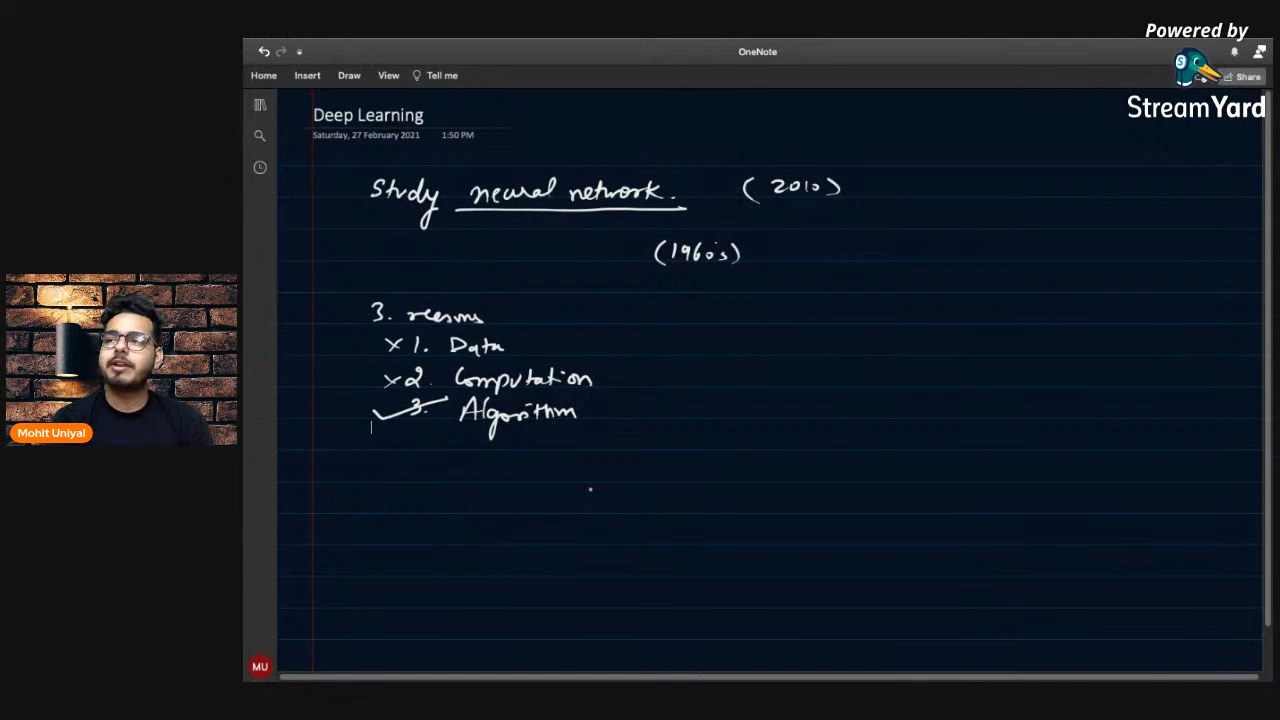 Powered by
StreamYard
OneNote
Home Insert Draw View Tell me Share
Deep Learning
Saturday, 27 February 2021 1:50 PM
Study neural network. (2010)
(1960's)
3. reasons
× 1. Data
× 2. Computation
✓ 3. Algorithm
Mohit Uniyal
MU